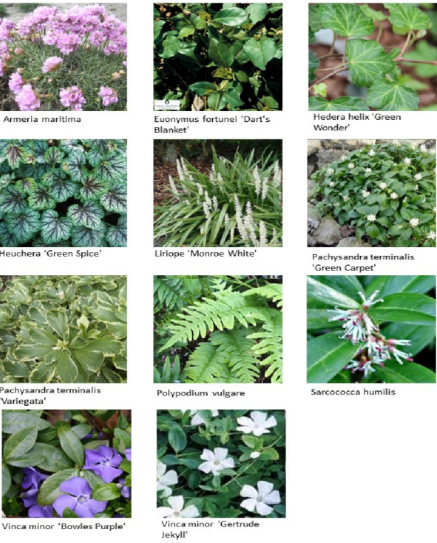 Armeria maritima
Euonymus fortunei 'Dart's
Blanket'
Hedera helix 'Green
Wonder'
Heuchera 'Green Spice'
Liriope 'Monroe White'
Pachysandra terminalis
'Green Carpet'
Pachysandra terminalis
'Variegata'
Polypodium vulgare
Sarcococca humilis
Vinca minor 'Bowles Purple'
Vinca minor 'Gertrude
Jekyll'